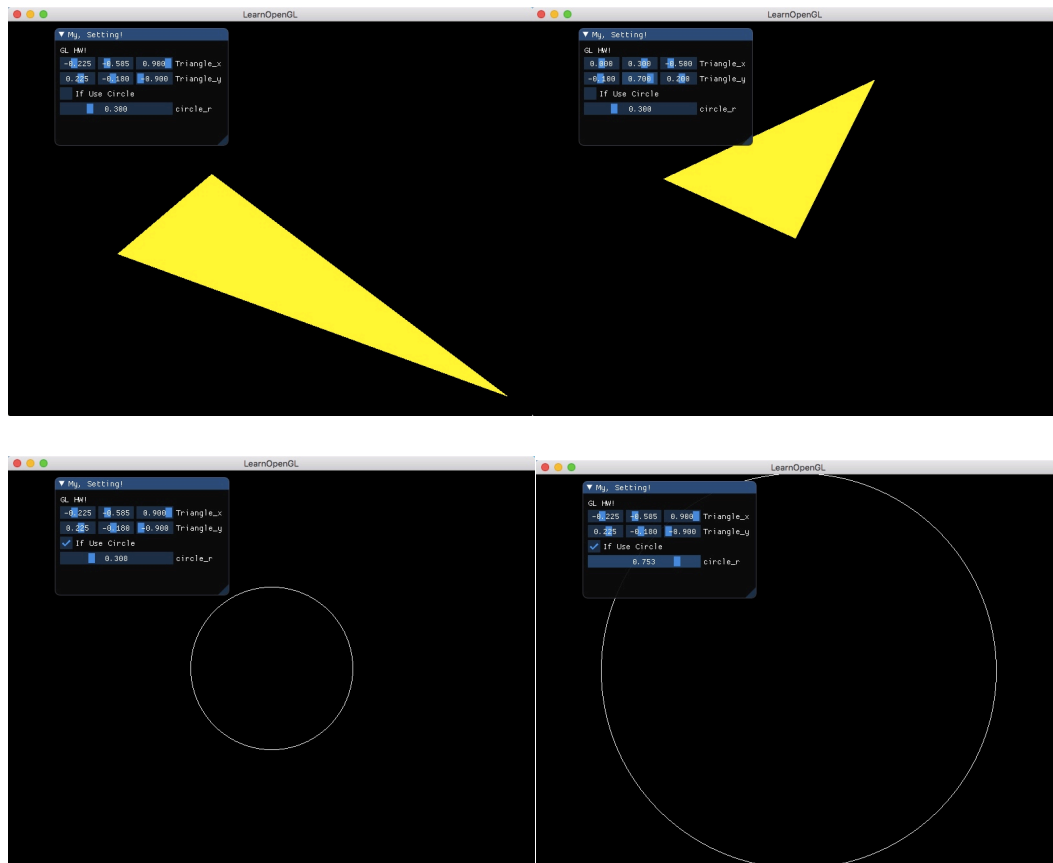 LearnOpenGL
▼ My, Setting!
GL HW!
-0.225 -0.585 0.900 Triangle_x
0.225 -0.180 -0.900 Triangle_y
If Use Circle
0.300 circle_r
LearnOpenGL
▼ My, Setting!
GL HW!
0.000 0.300 -0.500 Triangle_x
-0.100 0.700 0.200 Triangle_y
If Use Circle
0.300 circle_r
LearnOpenGL
▼ My, Setting!
GL HW!
-0.225 -0.585 0.900 Triangle_x
0.225 -0.180 -0.900 Triangle_y
If Use Circle
0.300 circle_r
LearnOpenGL
▼ My, Setting!
GL HW!
-0.225 -0.585 0.900 Triangle_x
0.225 -0.180 -0.900 Triangle_y
If Use Circle
0.753 circle_r